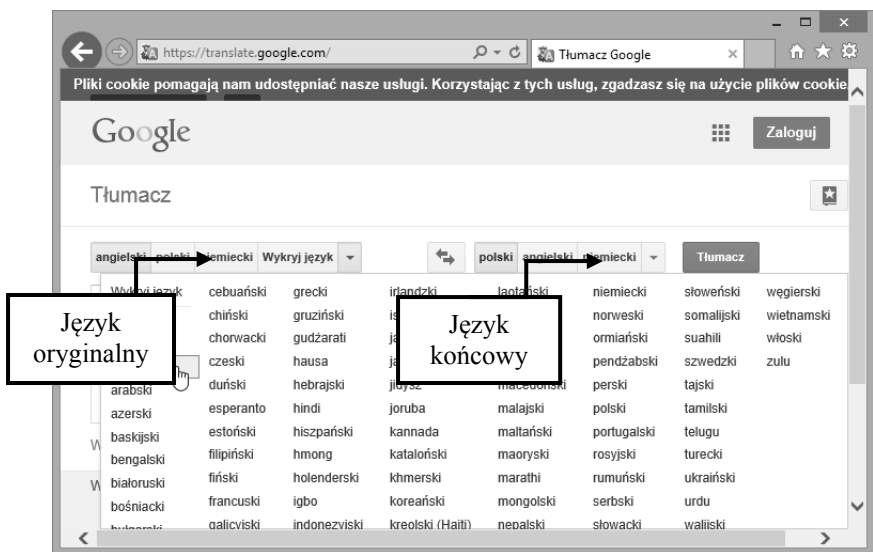 https://translate.google.com/
Tłumacz Google
Pliki cookie pomagają nam udostępniać nasze usługi. Korzystając z tych usług, zgadzasz się na użycie plików cookie
Google
Zaloguj
Tłumacz
angielski polski niemiecki Wykryj język
polski angielski niemiecki Tłumacz
Wykryj język cebuański grecki irlandzki laotański niemiecki słoweński węgierski
chiński gruziński norweski somalijski wietnamski
Język oryginalny
Język końcowy
chorwacki gudżarati ormiański suahili włoski
czeski hausa pendżabski szwedzki zulu
arabski duński hebrajski jidysz macedoński perski tajski
azerski esperanto hindi joruba malajski polski tamilski
baskijski estoński hiszpański kannada maltański portugalski telugu
bengalski filipiński hmong kataloński maoryski rosyjski turecki
białoruski fiński holenderski khmerski marathi rumuński ukraiński
bośniacki francuski igbo koreański mongolski serbski urdu
bułgarski galicyjski indonezyjski kreolski (Haiti) nepalski słowacki walijski